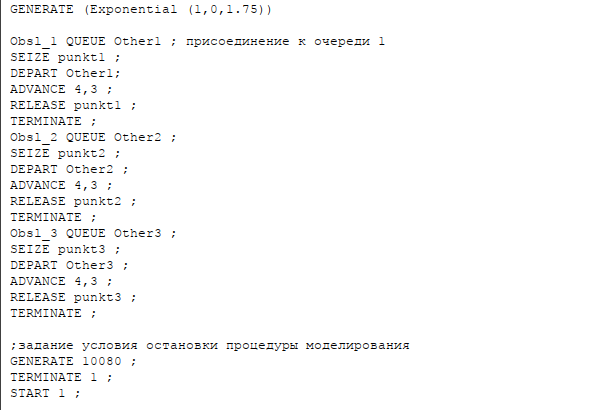 GENERATE (Exponential (1,0,1.75))
Obsl_1 QUEUE Other1 ; присоединение к очереди 1
SEIZE punkt1 ;
DEPART Other1;
ADVANCE 4,3 ;
RELEASE punkt1 ;
TERMINATE ;
Obsl_2 QUEUE Other2 ;
SEIZE punkt2 ;
DEPART Other2 ;
ADVANCE 4,3 ;
RELEASE punkt2 ;
TERMINATE ;
Obsl_3 QUEUE Other3 ;
SEIZE punkt3 ;
DEPART Other3 ;
ADVANCE 4,3 ;
RELEASE punkt3 ;
TERMINATE ;
;задание условия остановки процедуры моделирования
GENERATE 10080 ;
TERMINATE 1 ;
START 1 ;